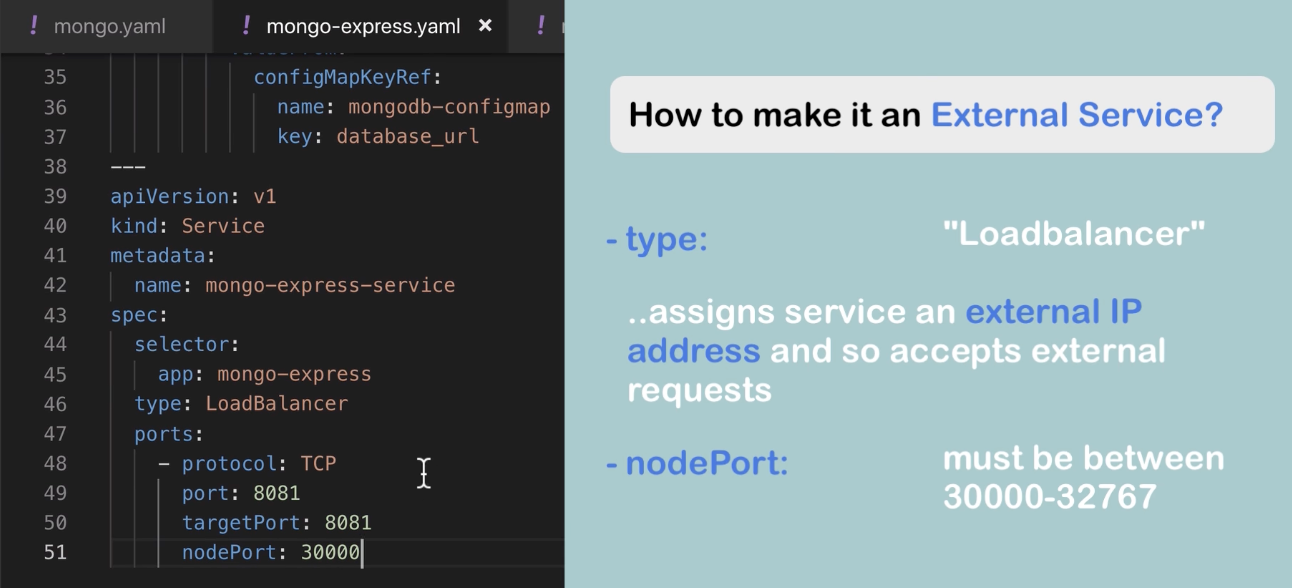 ! mongo.yaml ! mongo-express.yaml × !
35 configMapKeyRef:
36 name: mongodb-configmap
37 key: database_url
38 ---
39 apiVersion: v1
40 kind: Service
41 metadata:
42 name: mongo-express-service
43 spec:
44 selector:
45 app: mongo-express
46 type: LoadBalancer
47 ports:
48 - protocol: TCP
49 port: 8081
50 targetPort: 8081
51 nodePort: 30000
How to make it an External Service?
- type: "Loadbalancer"
..assigns service an external IP
address and so accepts external
requests
- nodePort: must be between
30000-32767